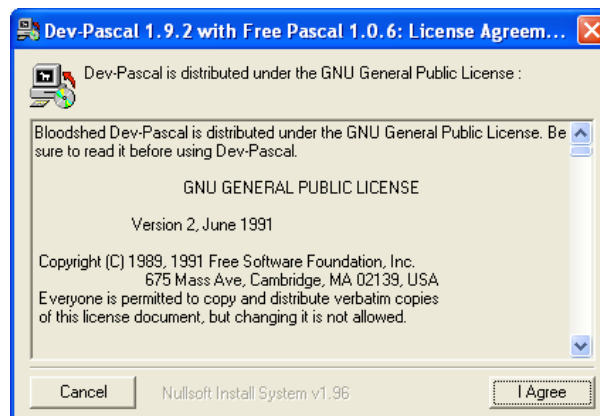 Dev-Pascal 1.9.2 with Free Pascal 1.0.6: License Agreem...
Dev-Pascal is distributed under the GNU General Public License :
Bloodshed Dev-Pascal is distributed under the GNU General Public License. Be
sure to read it before using Dev-Pascal.
GNU GENERAL PUBLIC LICENSE
Version 2, June 1991
Copyright (C) 1989, 1991 Free Software Foundation, Inc.
675 Mass Ave, Cambridge, MA 02139, USA
Everyone is permitted to copy and distribute verbatim copies
of this license document, but changing it is not allowed.
Cancel Nullsoft Install System v1.96 I Agree